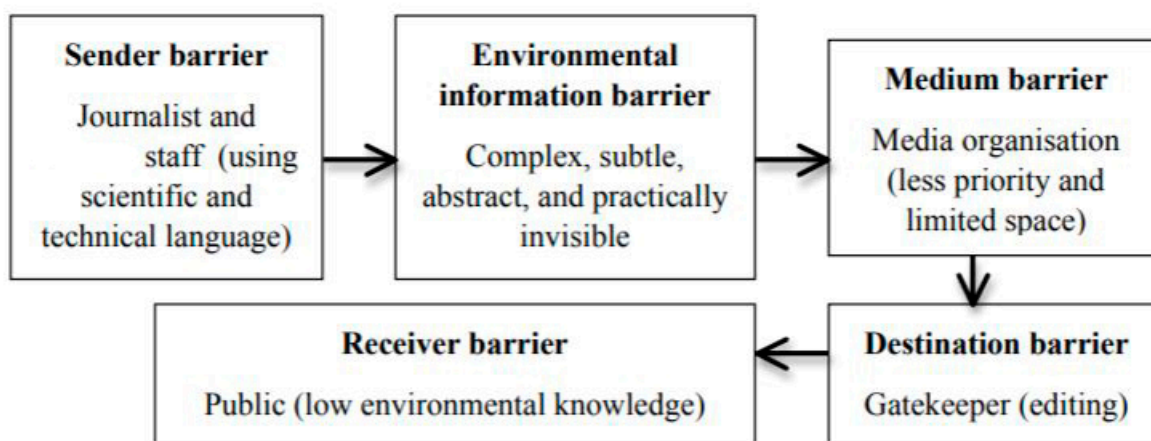 Sender barrier
Journalist and
staff (using
scientific and
technical language)
Environmental
information barrier
Complex, subtle,
abstract, and practically
invisible
Medium barrier
Media organisation
(less priority and
limited space)
Destination barrier
Gatekeeper (editing)
Receiver barrier
Public (low environmental knowledge)